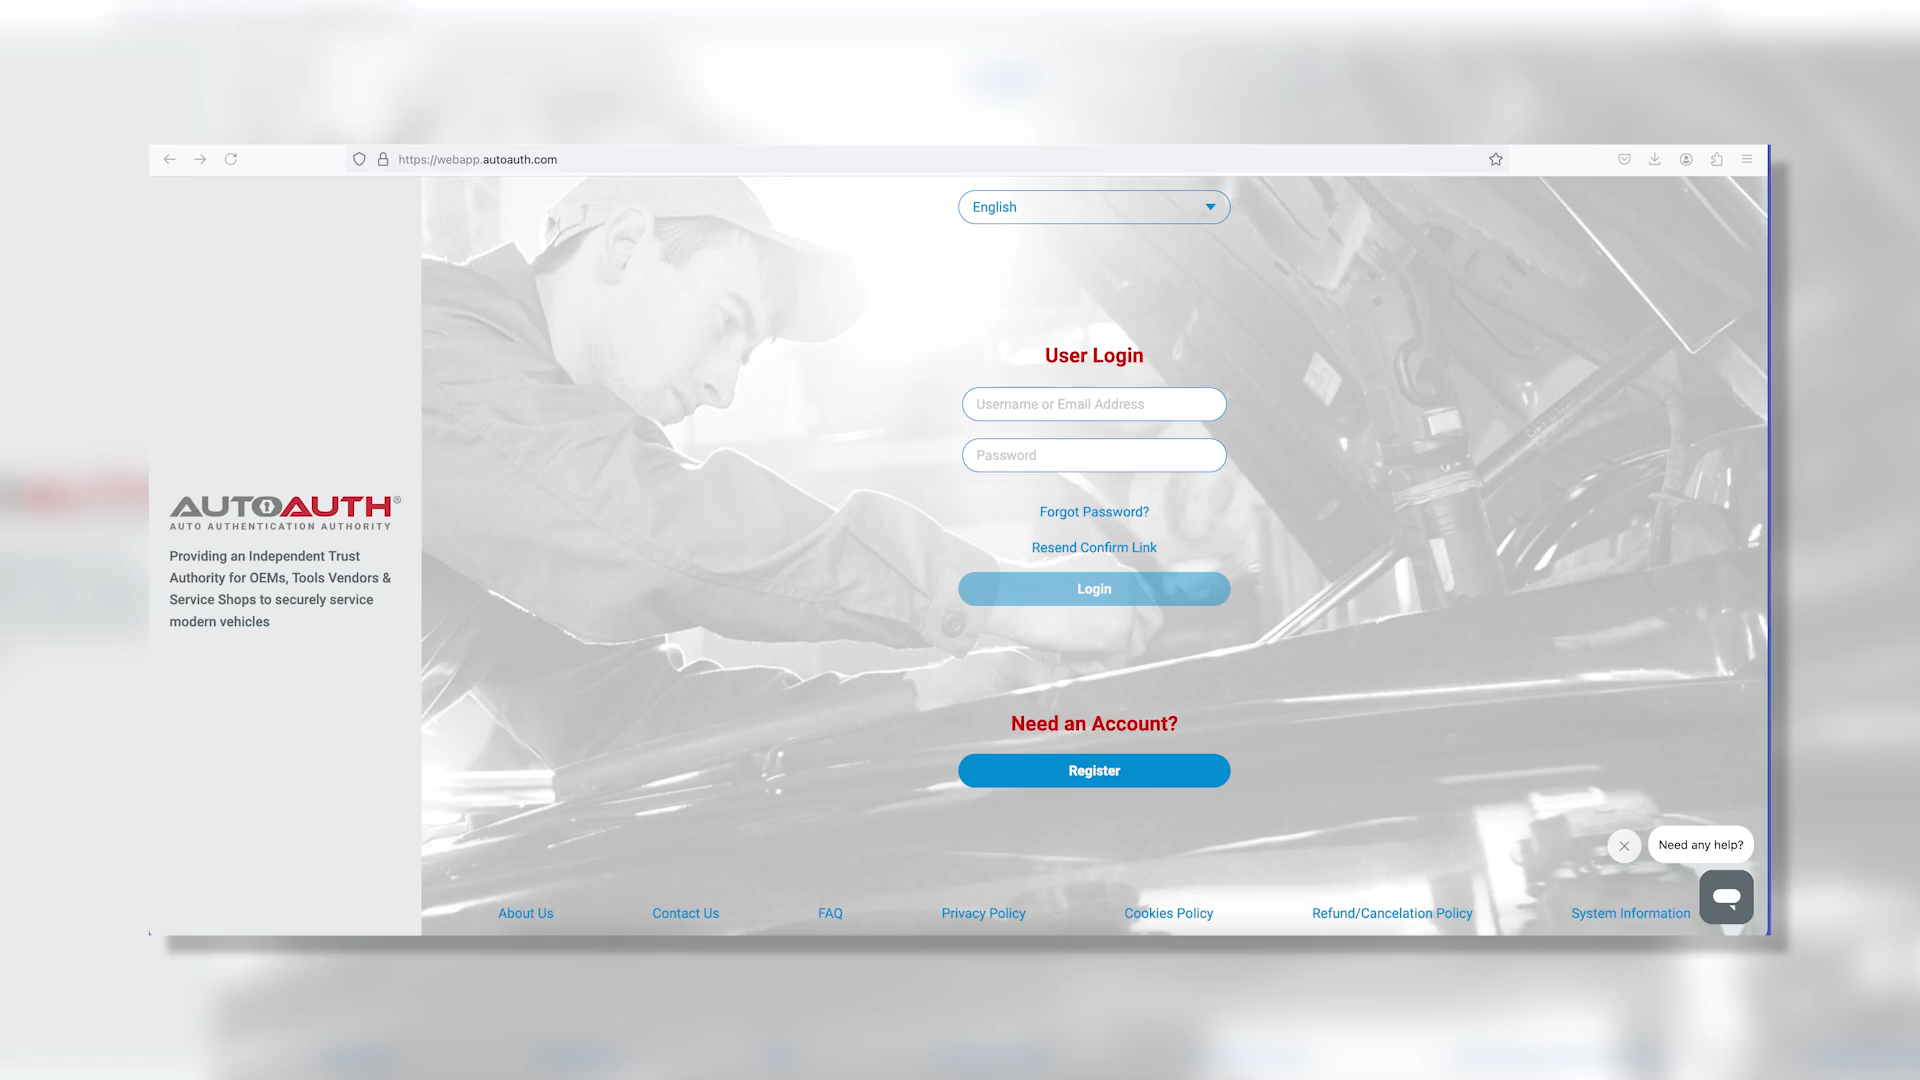 https://webapp.autoauth.com
English
User Login
Username or Email Address
Password
Forgot Password?
Resend Confirm Link
Login
AUTOAUTH®
AUTO AUTHENTICATION AUTHORITY
Providing an Independent Trust
Authority for OEMs, Tools Vendors &
Service Shops to securely service
modern vehicles
Need an Account?
Register
Need any help?
About Us
Contact Us
FAQ
Privacy Policy
Cookies Policy
Refund/Cancelation Policy
System Information